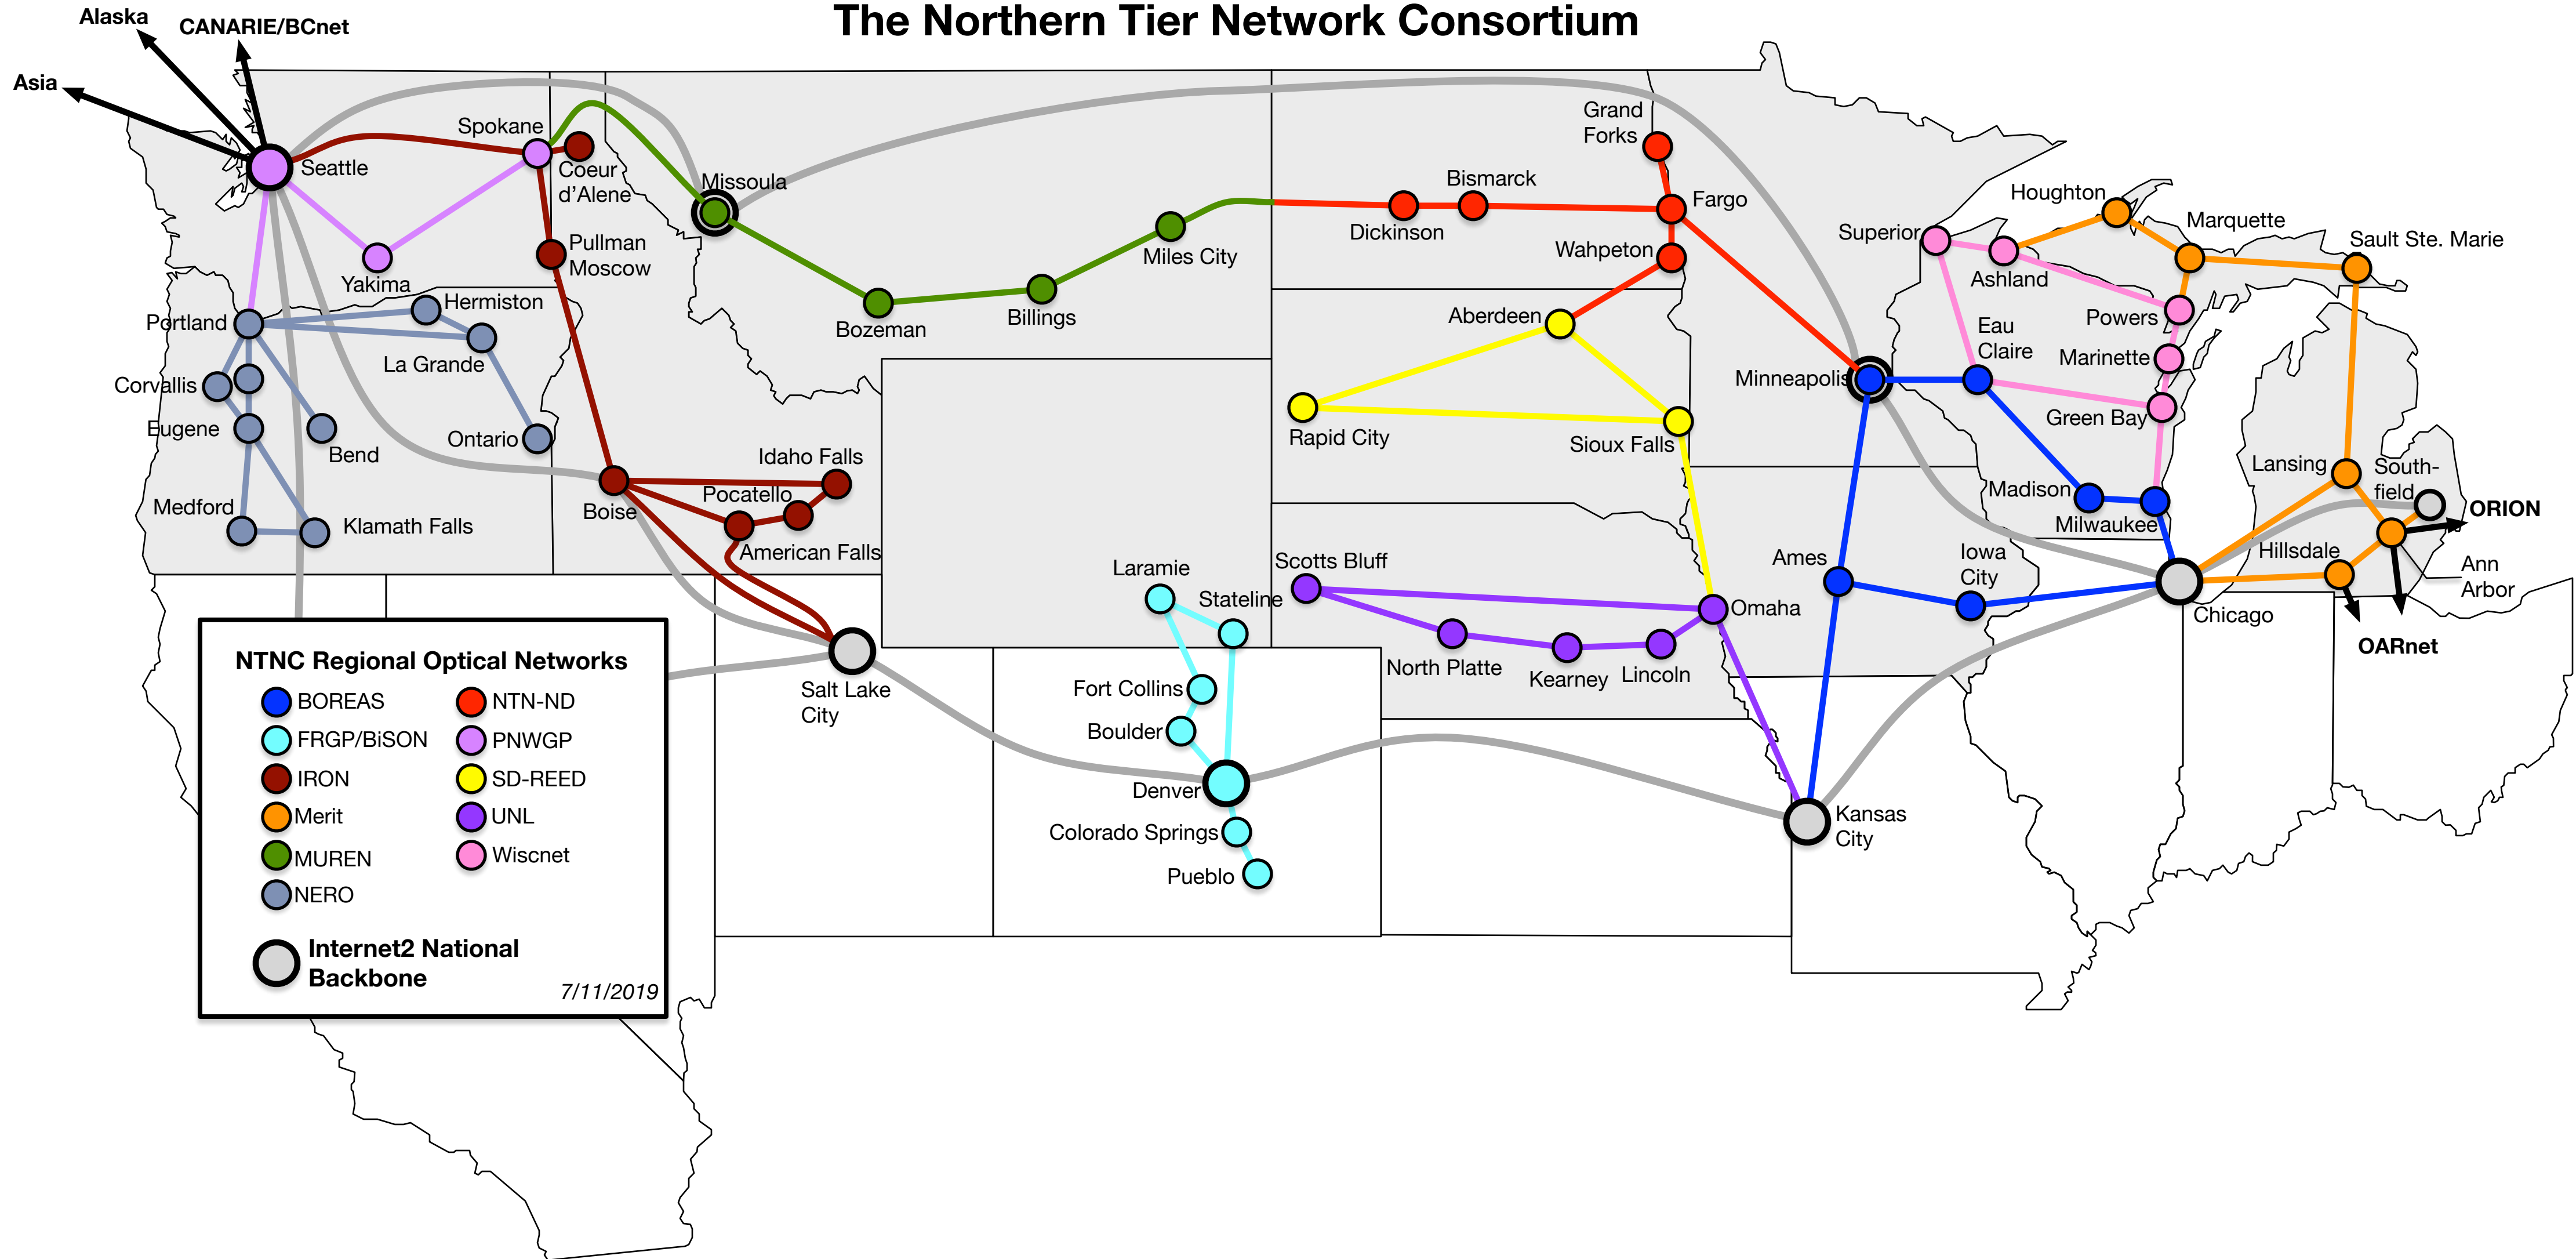 The Northern Tier Network Consortium
Alaska
CANARIE/BCnet
Asia
Seattle
Spokane
Coeur
d'Alene
Missoula
Pullman
Moscow
Yakima
Hermiston
Portland
La Grande
Corvallis
Eugene
Bend
Ontario
Medford
Klamath Falls
Boise
Idaho Falls
Pocatello
American Falls
Salt Lake
City
Bozeman
Billings
Miles City
Dickinson
Bismarck
Grand
Forks
Fargo
Wahpeton
Aberdeen
Rapid City
Sioux Falls
Minneapolis
Superior
Ashland
Houghton
Marquette
Sault Ste. Marie
Powers
Marinette
Green Bay
Eau
Claire
Madison
Milwaukee
Lansing
South-
field
ORION
Ann
Arbor
Hillsdale
OARnet
Chicago
Ames
Iowa
City
Omaha
Scotts Bluff
North Platte
Kearney
Lincoln
Kansas
City
Laramie
Stateline
Fort Collins
Boulder
Denver
Colorado Springs
Pueblo
NTNC Regional Optical Networks
BOREAS
FRGP/BiSON
IRON
Merit
MUREN
NERO
NTN-ND
PNWGP
SD-REED
UNL
Wiscnet
Internet2 National
Backbone
7/11/2019